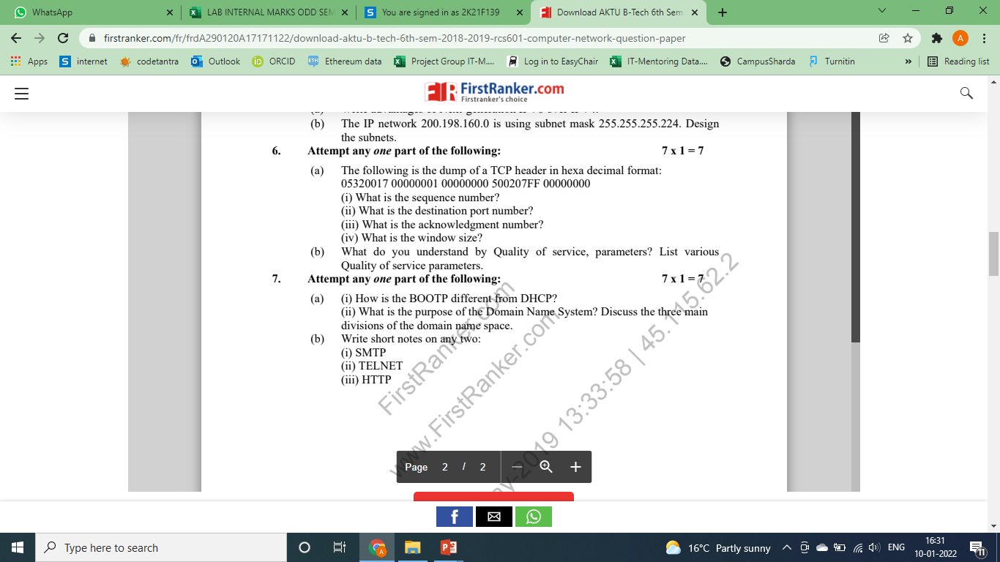 WhatsApp
LAB INTERNAL MARKS ODD SEM
You are signed in as 2K21F139
Download AKTU B-Tech 6th Sem
firstranker.com/fr/frdA290120A17171122/download-aktu-b-tech-6th-sem-2018-2019-rcs601-computer-network-question-paper
A
Apps
S internet
codetantra
Outlook
iD ORCID
ETH Ethereum data
Project Group IT-M....
Log in to EasyChair
IT-Mentoring Data....
CampusSharda
Turnitin
»
Reading list
FirstRanker.com
Firstranker's choice
(b) The IP network 200.198.160.0 is using subnet mask 255.255.255.224. Design
the subnets.
6. Attempt any one part of the following: 7 x 1 = 7
(a) The following is the dump of a TCP header in hexa decimal format:
05320017 00000001 00000000 500207FF 00000000
(i) What is the sequence number?
(ii) What is the destination port number?
(iii) What is the acknowledgment number?
(iv) What is the window size?
(b) What do you understand by Quality of service, parameters? List various
Quality of service parameters.
7. Attempt any one part of the following: 7 x 1 = 7
(a) (i) How is the BOOTP different from DHCP?
(ii) What is the purpose of the Domain Name System? Discuss the three main
divisions of the domain name space.
(b) Write short notes on any two:
(i) SMTP
(ii) TELNET
(iii) HTTP
FirstRanker.com
www.FirstRanker.com
2019 13:33:58 | 45.115.62.2
Page 2 / 2
Type here to search
16°C Partly sunny
ENG
16:31
10-01-2022
11